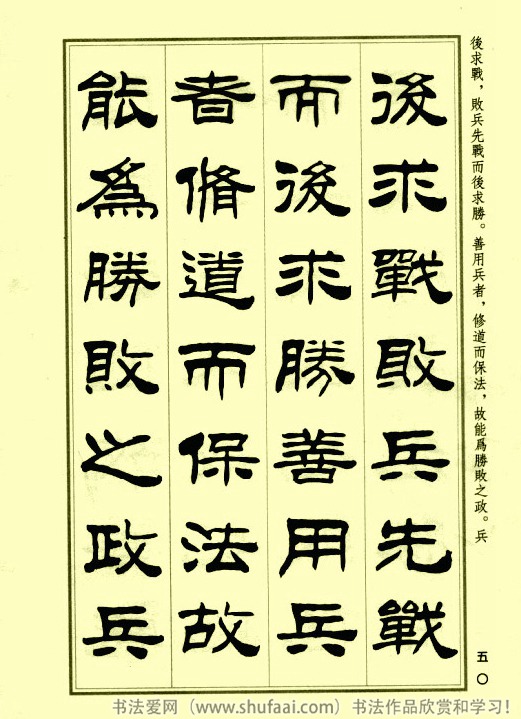 後求戰，敗兵先戰而後求勝。善用兵者，修道而保法，故能爲勝敗之政。兵
後求戰敗兵先戰
而後求勝善用兵
者脩道而保法故
能爲勝敗之政兵
五〇
书法爱网（www.shufaai.com）书法作品欣赏和学习！